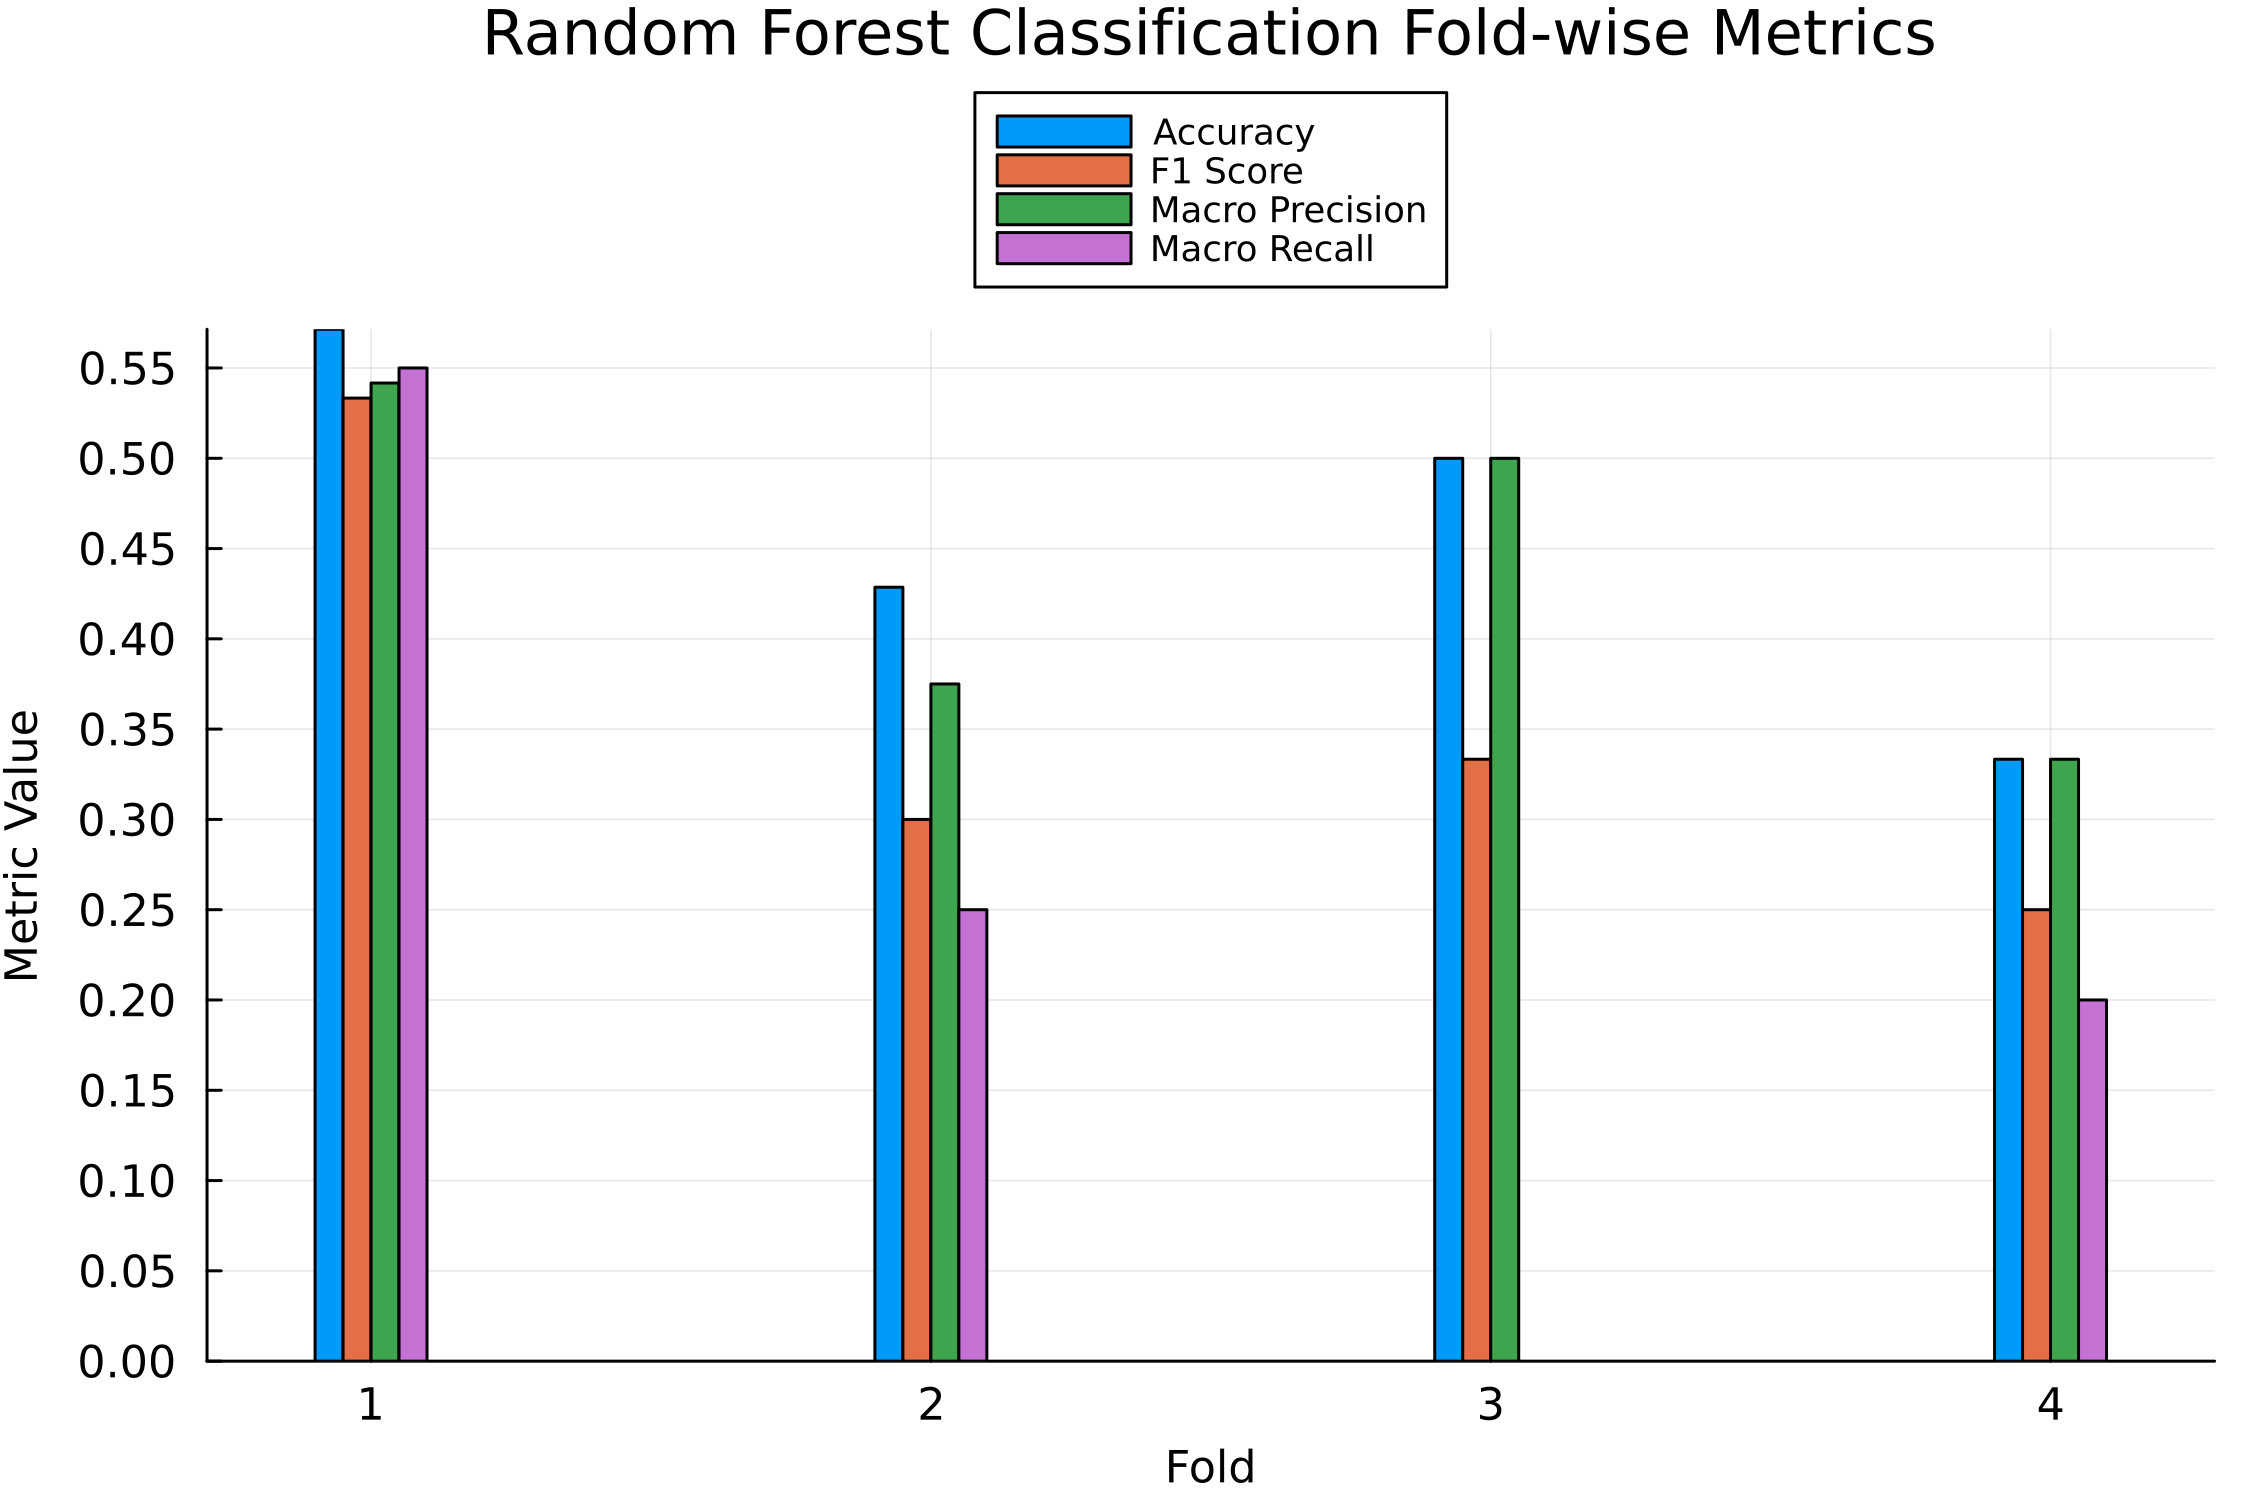 Random Forest Classification Fold-wise Metrics
Accuracy
F1 Score
Macro Precision
Macro Recall
0.55
0.50
0.45
0.40
0.35
0.30
0.25
0.20
0.15
0.10
0.05
0.00
Metric Value
1 2 3 4
Fold